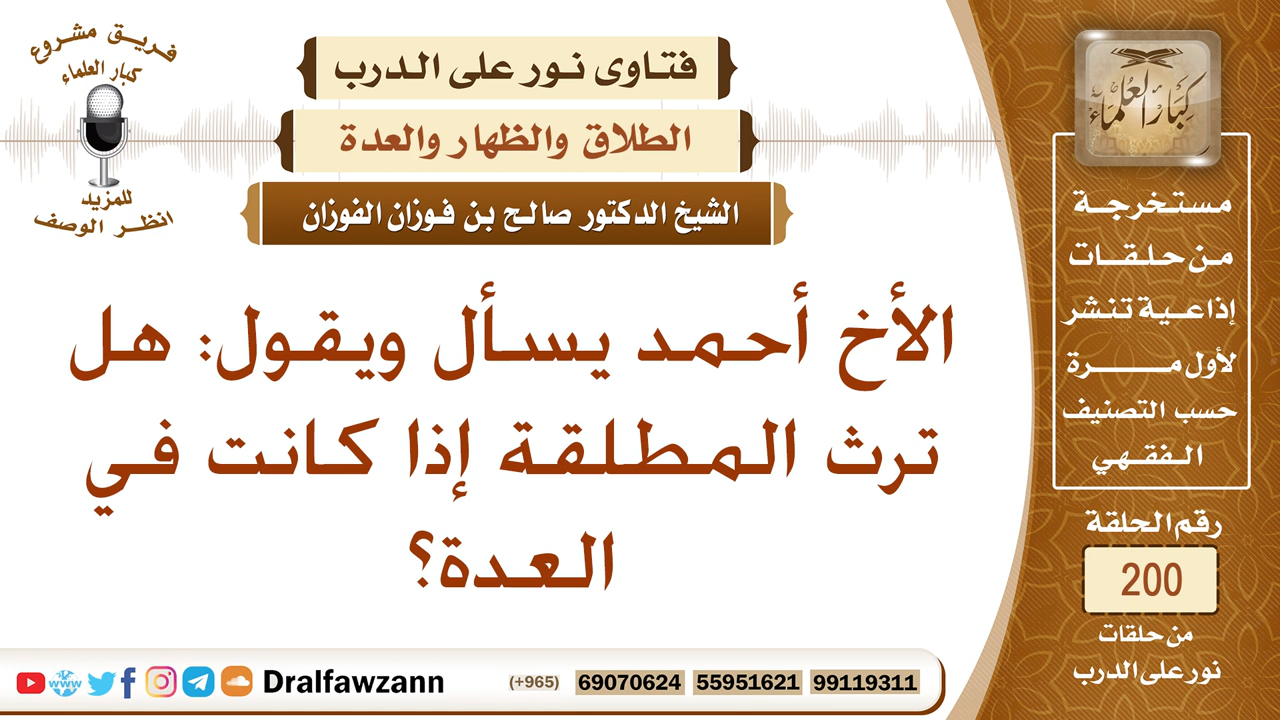 فريق مشروع
كبار العلماء
للمزيد
انظر الوصف
فتاوى نور على الدرب
الطلاق والظهار والعدة
الشيخ الدكتور صالح بن فوزان الفوزان
الأخ أحمد يسأل ويقول: هل
ترث المطلقة إذا كانت في
العدة؟
كبار العلماء
مستخرجة
من حلقات
إذاعية تنشر
لأول مرة
حسب التصنيف
الفقهي
رقم الحلقة
200
من حلقات
نور على الدرب
www Dralfawzann (+965) 69070624 55951621 99119311